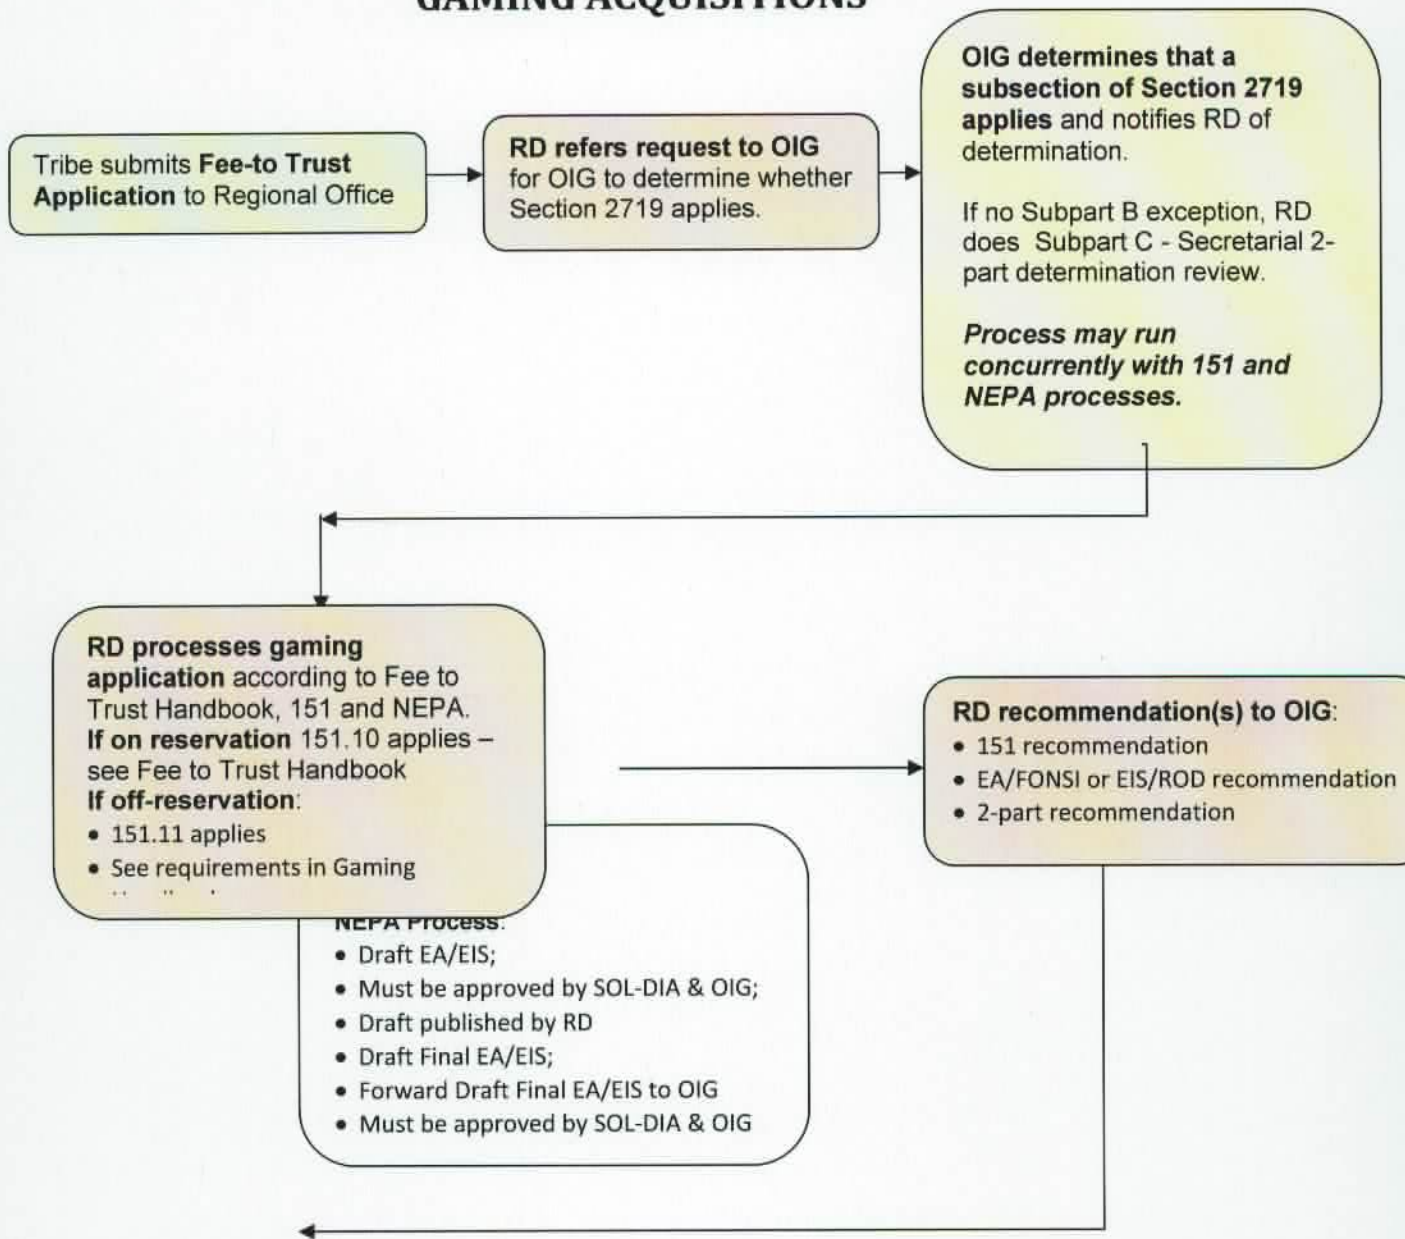 GAMING ACQUISITIONS
Tribe submits Fee-to Trust
Application to Regional Office
RD refers request to OIG
for OIG to determine whether
Section 2719 applies.
OIG determines that a
subsection of Section 2719
applies and notifies RD of
determination.
If no Subpart B exception, RD
does Subpart C - Secretarial 2-
part determination review.
Process may run
concurrently with 151 and
NEPA processes.
RD processes gaming
application according to Fee to
Trust Handbook, 151 and NEPA.
If on reservation 151.10 applies –
see Fee to Trust Handbook
If off-reservation:
• 151.11 applies
• See requirements in Gaming
NEPA Process:
• Draft EA/EIS;
• Must be approved by SOL-DIA & OIG;
• Draft published by RD
• Draft Final EA/EIS;
• Forward Draft Final EA/EIS to OIG
• Must be approved by SOL-DIA & OIG
RD recommendation(s) to OIG:
• 151 recommendation
• EA/FONSI or EIS/ROD recommendation
• 2-part recommendation